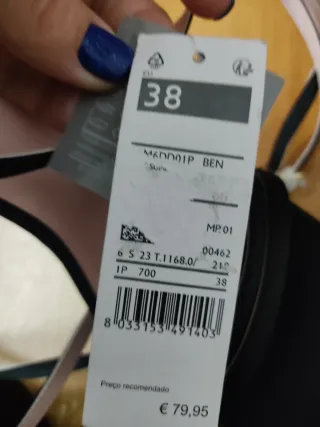 EU
38
M6DD01P BEN
MP.01
00462
6 S 23 T.1168.0/ 210
1P 700 38
8 033153 491403
Preço recomendado
€ 79,95